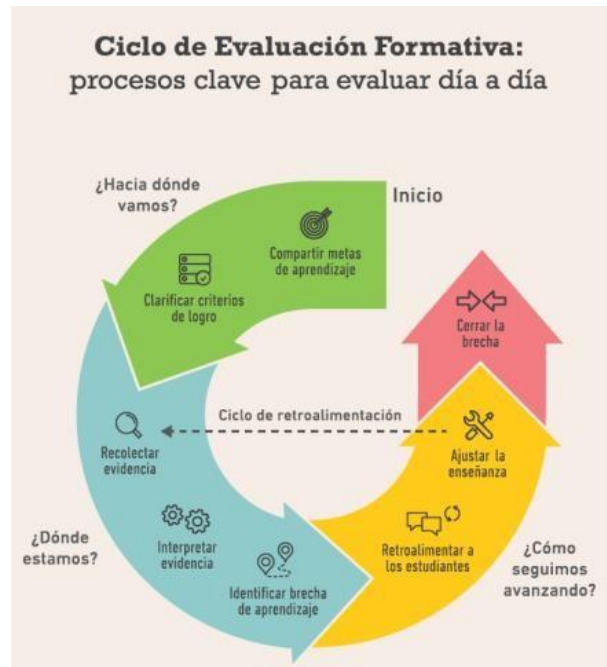 Ciclo de Evaluación Formativa:
procesos clave para evaluar día a día
¿Hacia dónde
vamos?
Inicio
Compartir metas
de aprendizaje
Clarificar criterios
de logro
Cerrar la
brecha
Ciclo de retroalimentación
Recolectar
evidencia
Ajustar la
enseñanza
¿Dónde
estamos?
Interpretar
evidencia
Identificar brecha
de aprendizaje
Retroalimentar a
los estudiantes
¿Cómo
seguimos
avanzando?